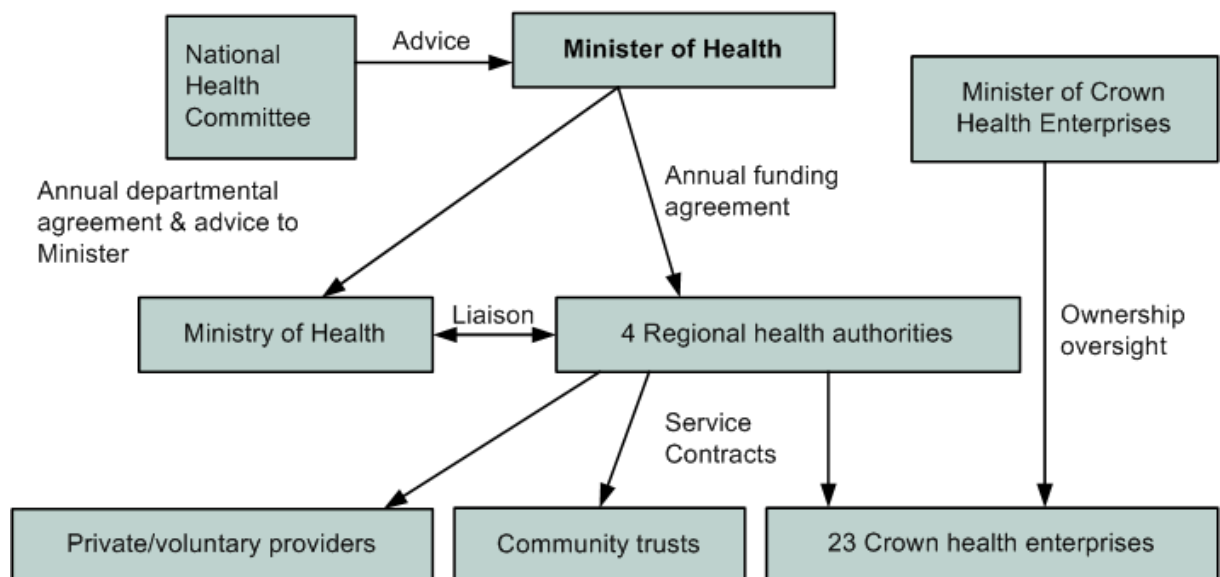 National
Health
Committee
Advice
Minister of Health
Minister of Crown
Health Enterprises
Annual departmental
agreement & advice to
Minister
Annual funding
agreement
Ministry of Health
Liaison
4 Regional health authorities
Ownership
oversight
Service
Contracts
Private/voluntary providers
Community trusts
23 Crown health enterprises